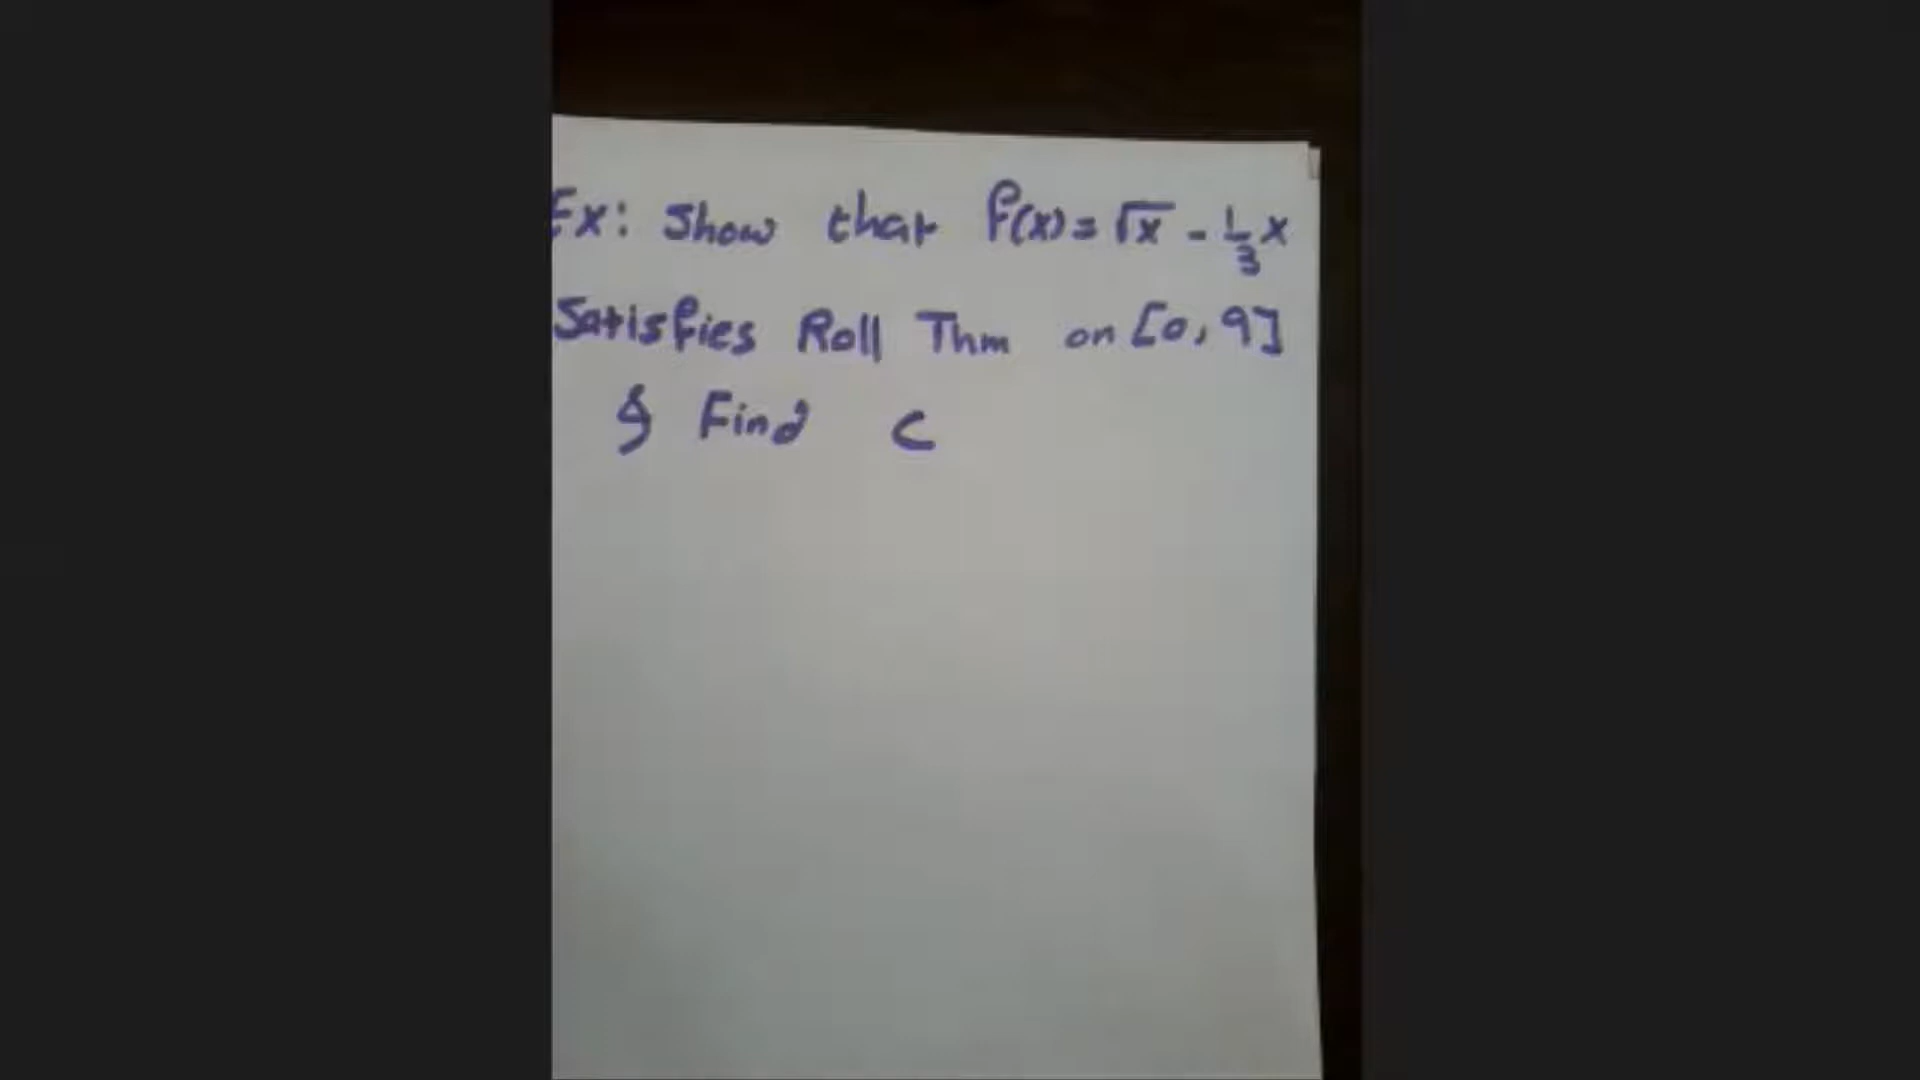 Ex: Show that f(x) = √x - 1/3 x
Satisfies Roll Thm on [0, 9]
& Find c